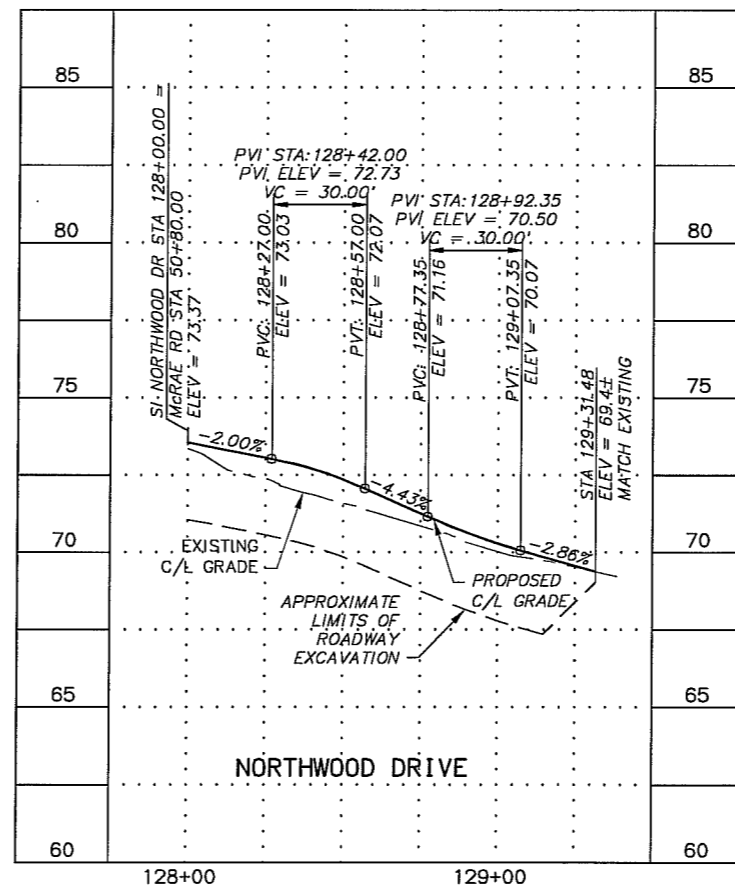 85
85
80
80
75
75
70
70
65
65
60
60
SI-NORTHWOOD DR STA 128+00.00 =
McRAE RD STA 50+80.00
ELEV = 73.37
PVI STA: 128+42.00
PVI ELEV = 72.73
VC = 30.00'
PVC: 128+27.00
ELEV = 73.03
PVT: 128+57.00
ELEV = 72.07
PVI STA: 128+92.35
PVI ELEV = 70.50
VC = 30.00'
PVC: 128+77.35
ELEV = 71.16
PVT: 129+07.35
ELEV = 70.07
STA 129+31.48
ELEV = 69.4±
MATCH EXISTING
-2.00%
-4.43%
-2.86%
EXISTING
C/L GRADE
PROPOSED
C/L GRADE
APPROXIMATE
LIMITS OF
ROADWAY
EXCAVATION
NORTHWOOD DRIVE
128+00
129+00